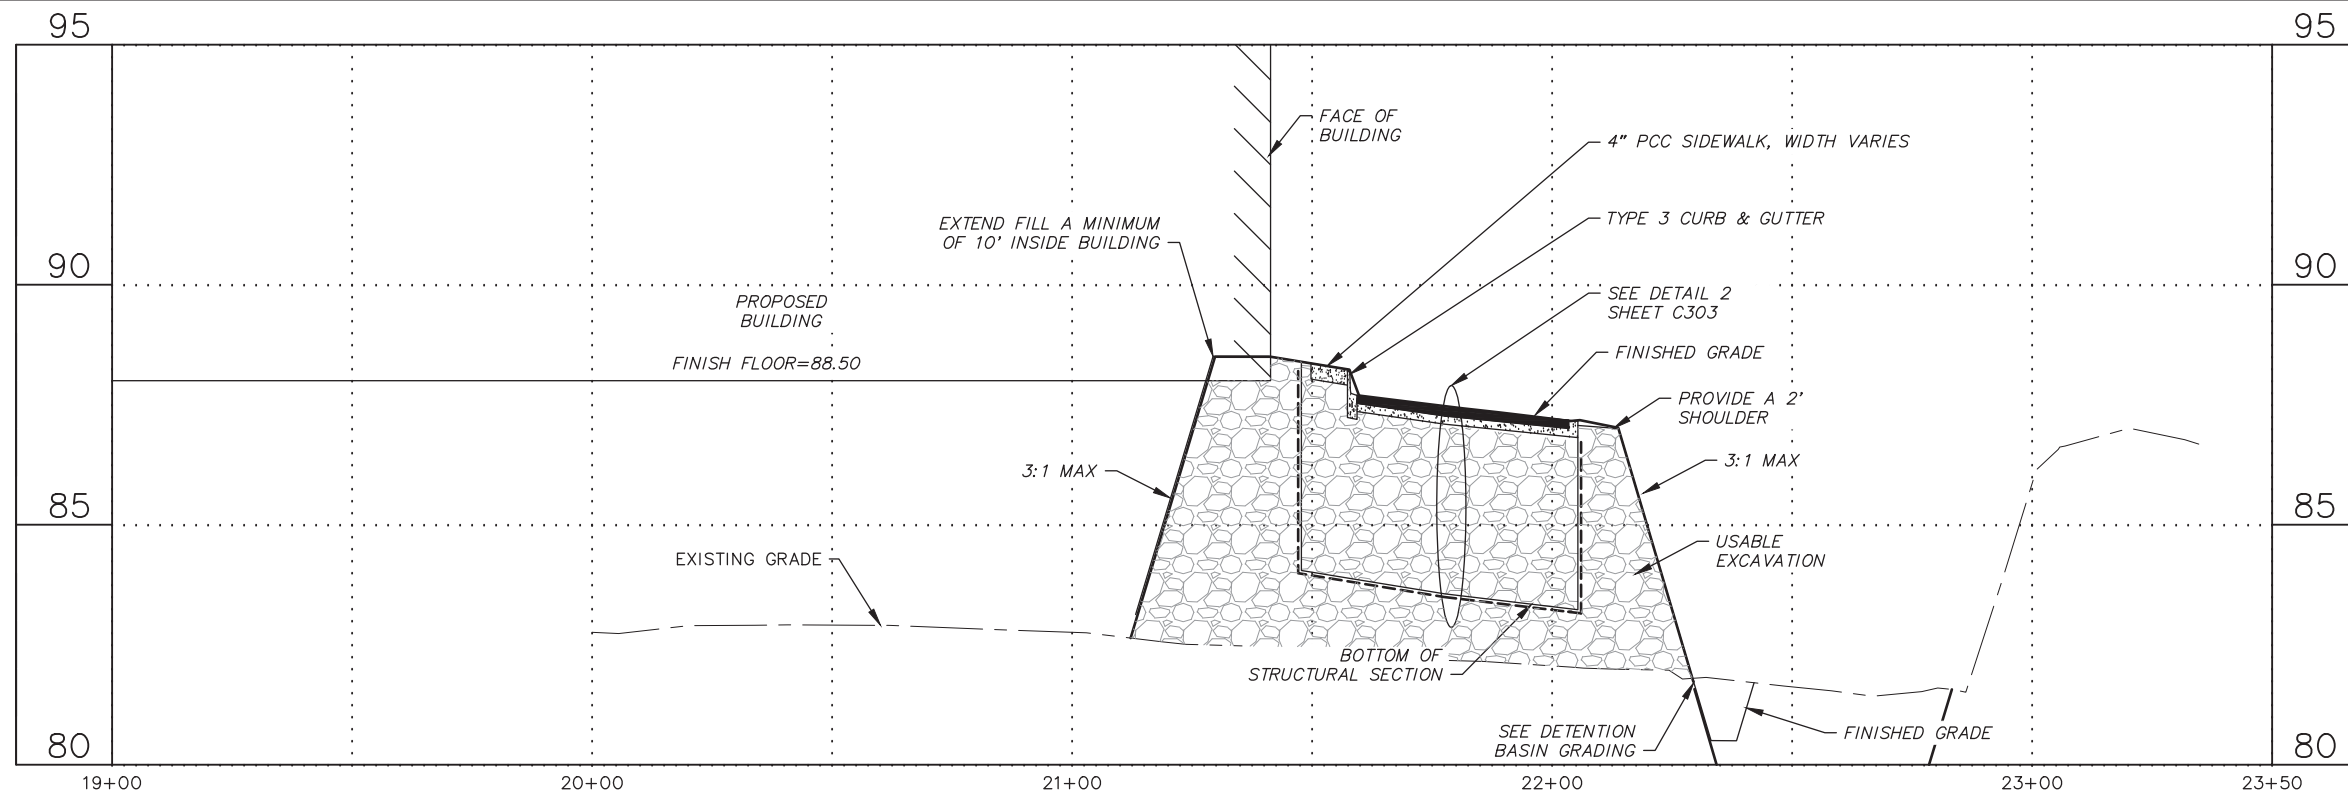 95
95
FACE OF
BUILDING
4" PCC SIDEWALK, WIDTH VARIES
EXTEND FILL A MINIMUM
OF 10' INSIDE BUILDING
TYPE 3 CURB & GUTTER
90
90
PROPOSED
BUILDING
SEE DETAIL 2
SHEET C303
FINISH FLOOR=88.50
FINISHED GRADE
PROVIDE A 2'
SHOULDER
3:1 MAX
3:1 MAX
85
85
EXISTING GRADE
USABLE
EXCAVATION
BOTTOM OF
STRUCTURAL SECTION
SEE DETENTION
BASIN GRADING
FINISHED GRADE
80
80
19+00
20+00
21+00
22+00
23+00
23+50